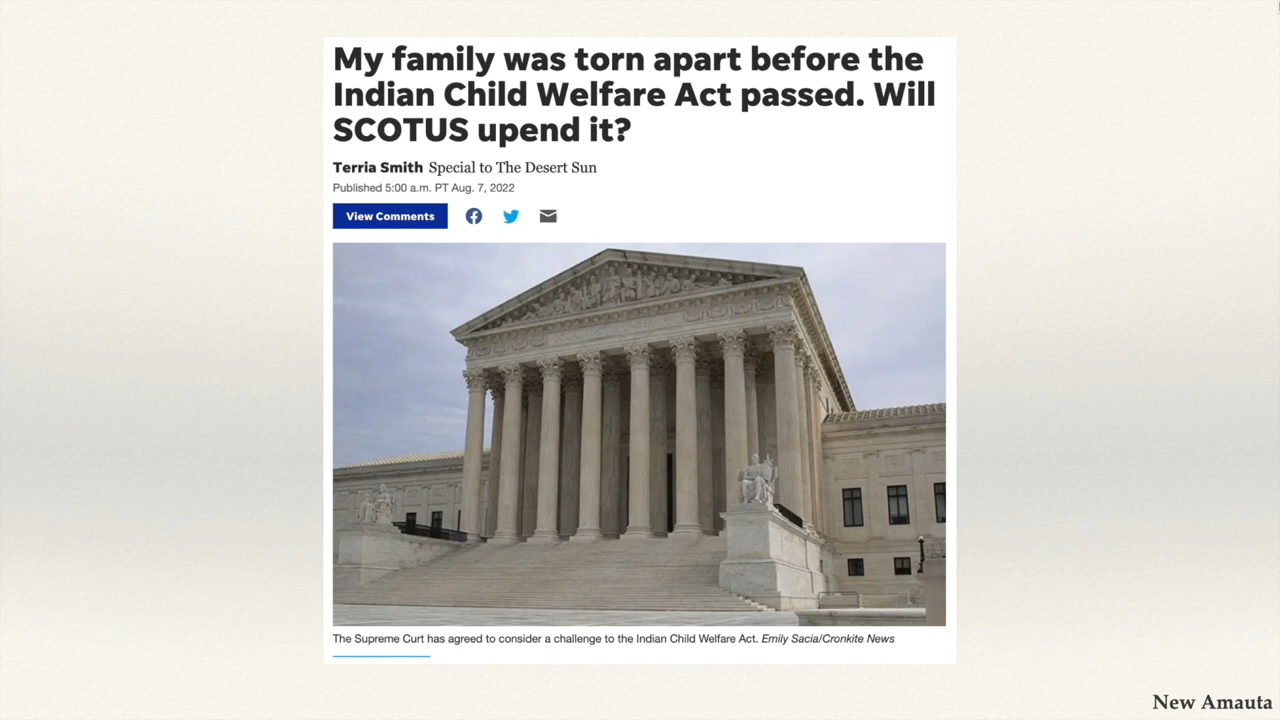 My family was torn apart before the
Indian Child Welfare Act passed. Will
SCOTUS upend it?
Terria Smith Special to The Desert Sun
Published 5:00 a.m. PT Aug. 7, 2022
View Comments
The Supreme Curt has agreed to consider a challenge to the Indian Child Welfare Act. Emily Sacia/Cronkite News
New Amauta